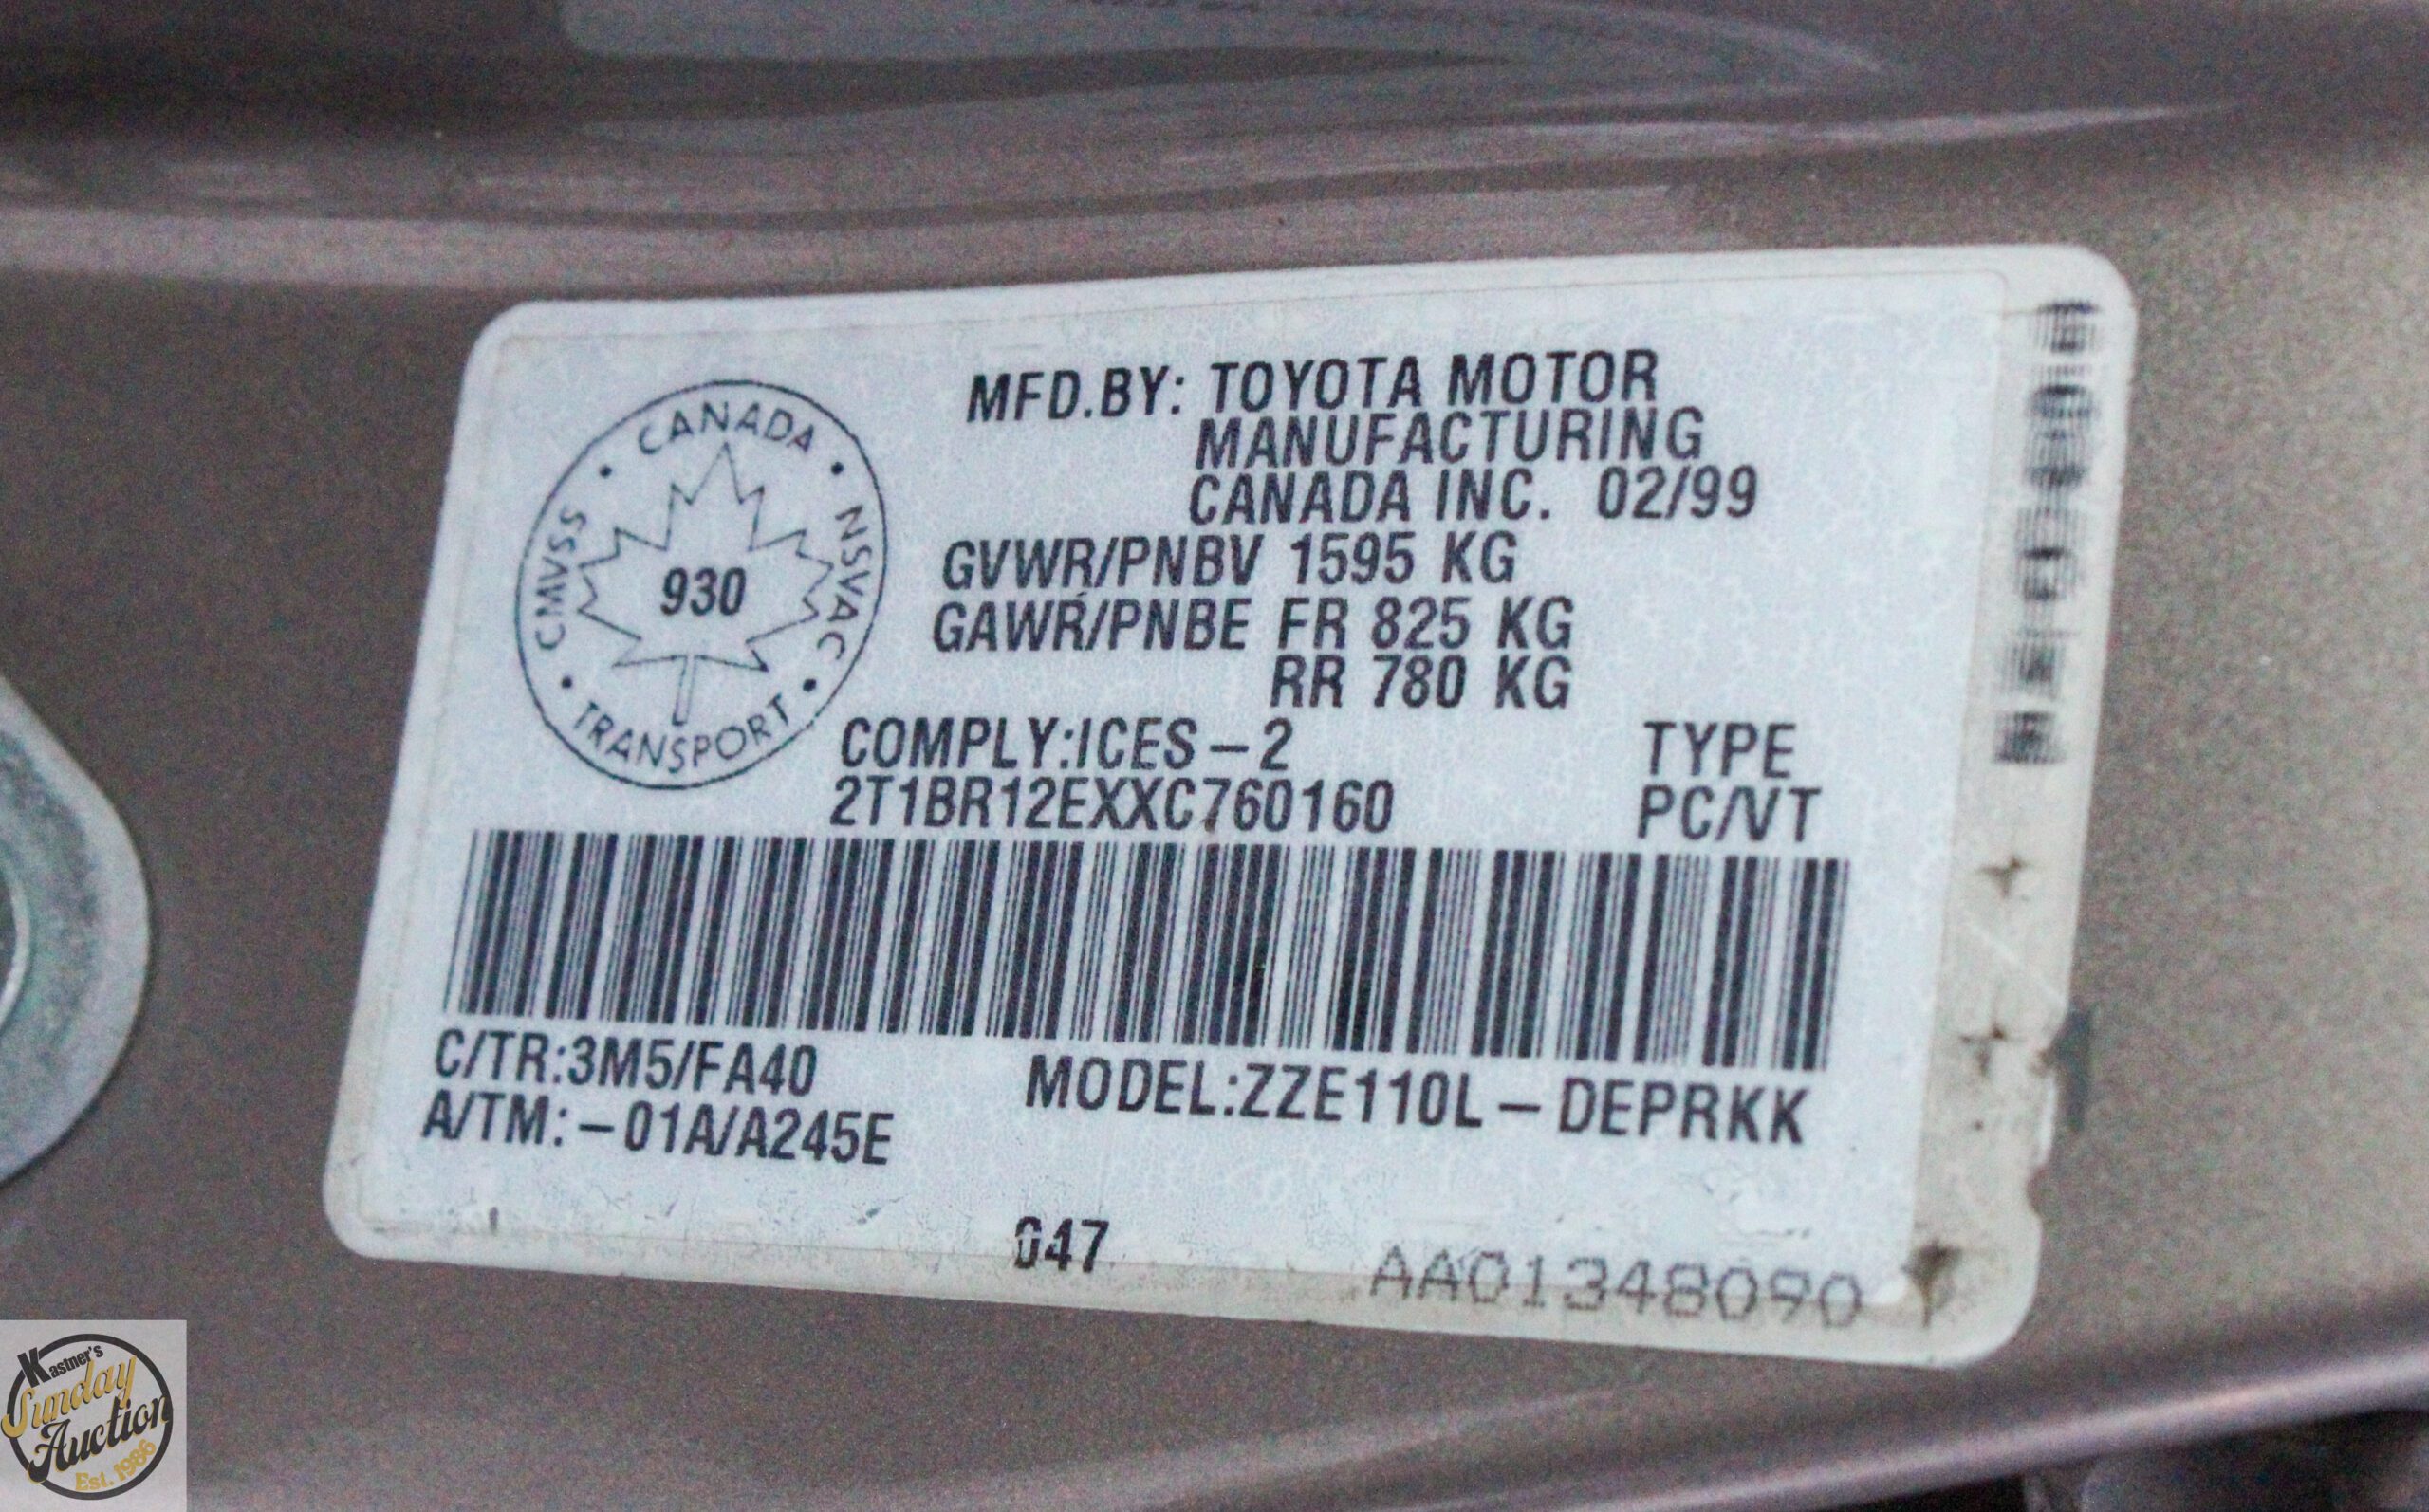 CANADA
NSVAC
TRANSPORT
CMVSS
930
MFD.BY: TOYOTA MOTOR
MANUFACTURING
CANADA INC. 02/99
GVWR/PNBV 1595 KG
GAWR/PNBE FR 825 KG
RR 780 KG
COMPLY:ICES-2 TYPE
2T1BR12EXXC760160 PC/VT
C/TR:3M5/FA40 MODEL:ZZE110L-DEPRKK
A/TM:-01A/A245E
047
AA01348090
Kastner's
Sunday
Auction
Est. 1986